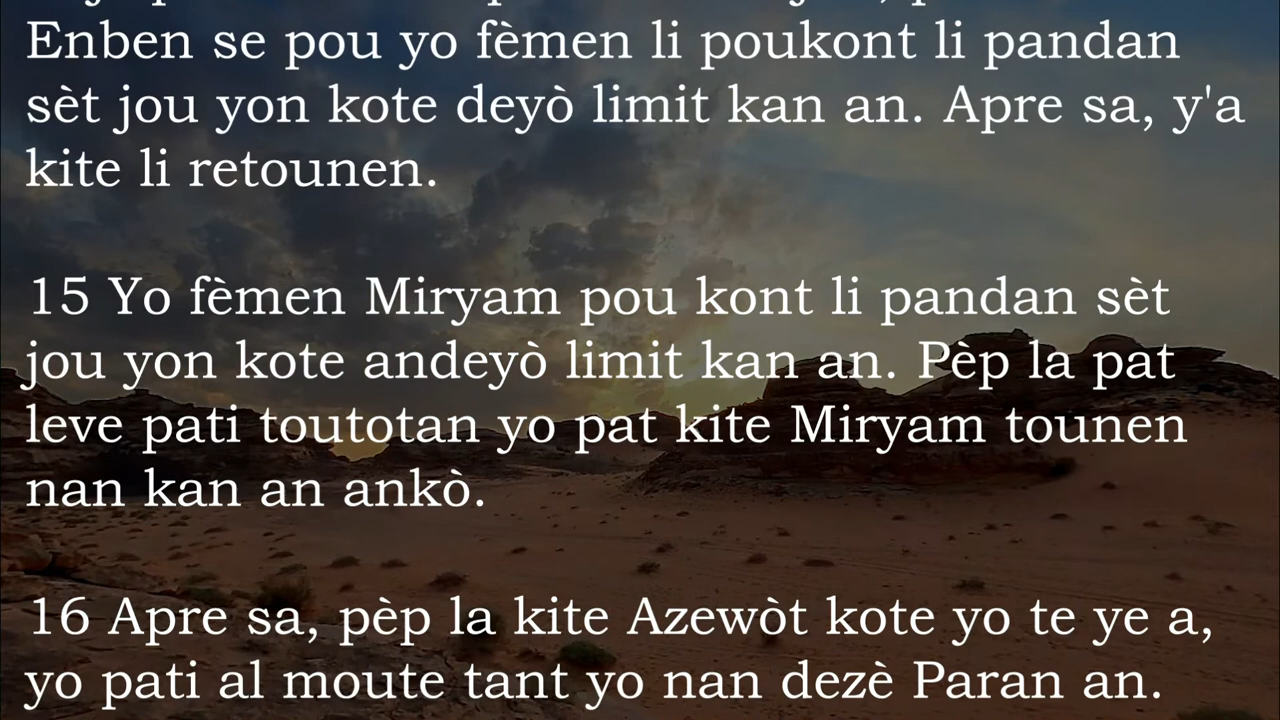 Enben se pou yo fèmen li poukont li pandan
sèt jou yon kote deyò limit kan an. Apre sa, y'a
kite li retounen.
15 Yo fèmen Miryam pou kont li pandan sèt
jou yon kote andeyò limit kan an. Pèp la pat
leve pati toutotan yo pat kite Miryam tounen
nan kan an ankò.
16 Apre sa, pèp la kite Azewòt kote yo te ye a,
yo pati al moute tant yo nan dezè Paran an.